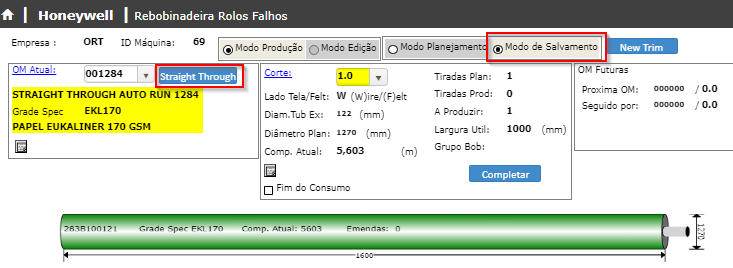 Honeywell Rebobinadeira Rolos Falhos
Empresa : ORT ID Máquina: 69 Modo Produção Modo Edição Modo Planejamento Modo de Salvamento New Trim
OM Atual: 001284 Straight Through
STRAIGHT THROUGH AUTO RUN 1284
Grade Spec EKL170
PAPEL EUKALINER 170 GSM
Corte: 1.0
Lado Tela/Felt: W (W)ire/(F)elt
Diam.Tub Ex: 122 (mm)
Diâmetro Plan: 1270 (mm)
Comp. Atual: 5,603 (m)
Fim do Consumo
Tiradas Plan: 1
Tiradas Prod: 0
A Produzir: 1
Largura Util: 1000 (mm)
Grupo Bob:
Completar
OM Futuras
Proxima OM: 000000 / 0.0
Seguido por: 000000 / 0.0
283B100121 Grade Spec EKL170 Comp. Atual: 5603 Emendas: 0
1270
1600